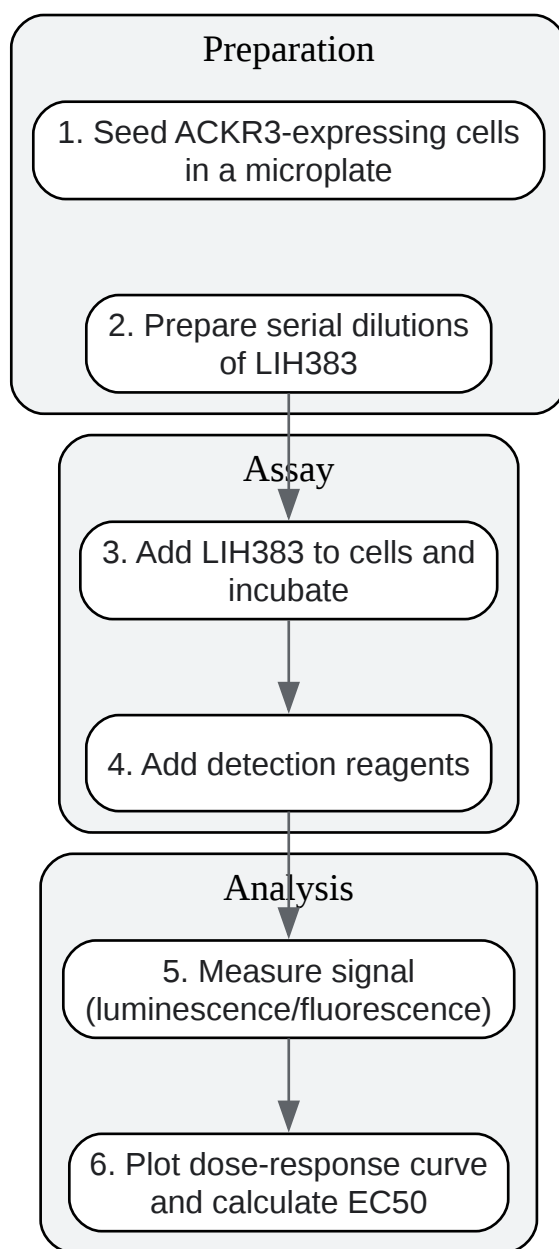 Preparation
1. Seed ACKR3-expressing cells
in a microplate
2. Prepare serial dilutions
of LIH383
Assay
3. Add LIH383 to cells and
incubate
4. Add detection reagents
Analysis
5. Measure signal
(luminescence/fluorescence)
6. Plot dose-response curve
and calculate EC50